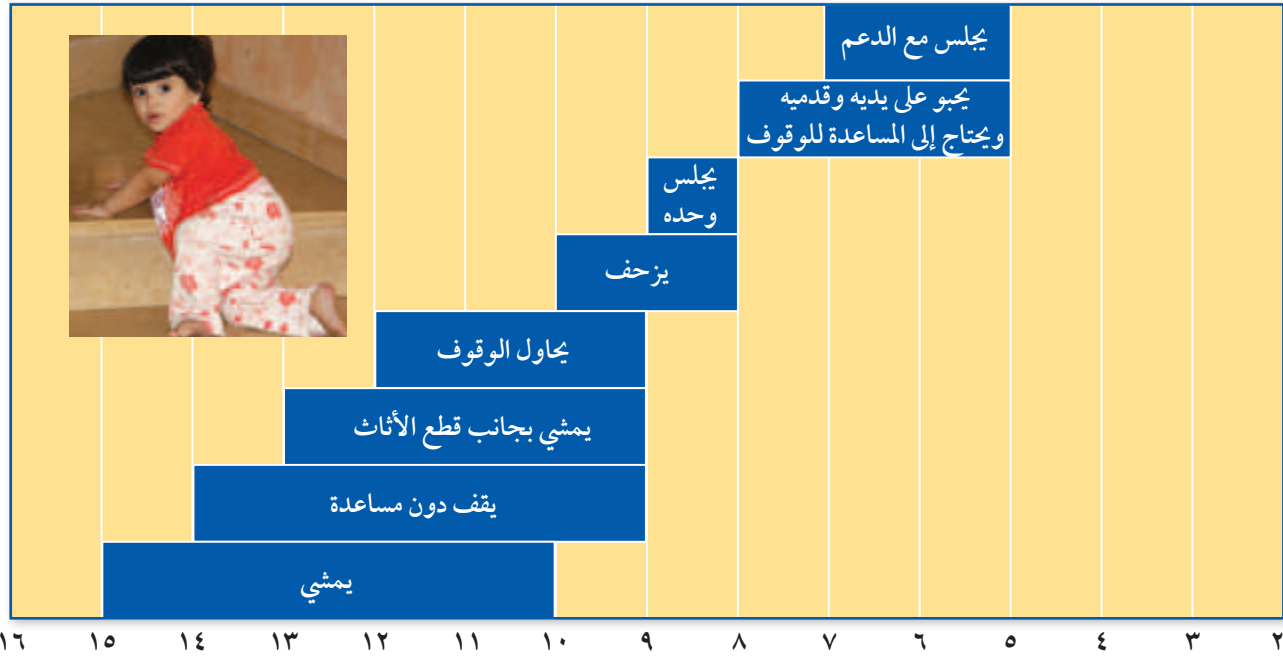 يجلس مع الدعم
يحبو على يديه وقدميه
ويحتاج إلى المساعدة للوقوف
يجلس
وحده
يزحف
يحاول الوقوف
يمشي بجانب قطع الأثاث
يقف دون مساعدة
يمشي
٢ ٣ ٤ ٥ ٦ ٧ ٨ ٩ ١٠ ١١ ١٢ ١٣ ١٤ ١٥ ١٦